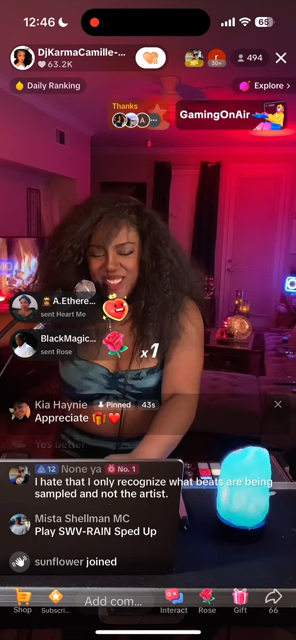 12:46
65
DjKarmaCamille-...
63.2K
30+
494
Daily Ranking
Explore >
Thanks
A
GamingOnAir
A.Ethere...
sent Heart Me
BlackMagic...
sent Rose
x1
Kia Haynie Pinned 43s
Appreciate 🎁❤️
Yes better
12 None ya No. 1
I hate that I only recognize what beats are being
sampled and not the artist.
Mista Shellman MC
Play SWV-RAIN Sped Up
sunflower joined
Add com...
Shop
Subscri...
Interact
Rose
Gift
66